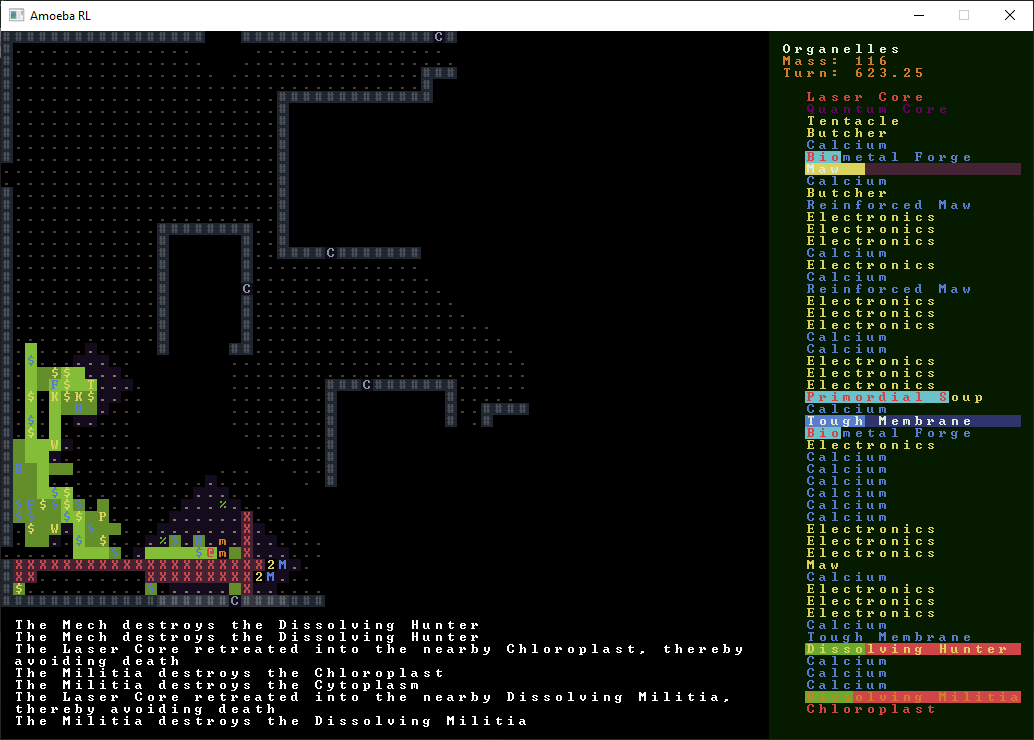 Amoeba RL
Organelles
Mass: 116
Turn: 623.25
Laser Core
Quantum Core
Tentacle
Butcher
Calcium
Biometal Forge
Maw
Calcium
Butcher
Reinforced Maw
Electronics
Electronics
Electronics
Calcium
Electronics
Calcium
Reinforced Maw
Electronics
Electronics
Electronics
Calcium
Calcium
Electronics
Electronics
Electronics
Primordial Soup
Calcium
Tough Membrane
Biometal Forge
Electronics
Calcium
Calcium
Calcium
Calcium
Calcium
Calcium
Electronics
Electronics
Electronics
Maw
Calcium
Electronics
Electronics
Electronics
Calcium
Tough Membrane
Dissolving Hunter
Calcium
Calcium
Calcium
Dissolving Militia
Chloroplast
The Mech destroys the Dissolving Hunter
The Mech destroys the Dissolving Hunter
The Laser Core retreated into the nearby Chloroplast, thereby
avoiding death
The Militia destroys the Chloroplast
The Militia destroys the Cytoplasm
The Laser Core retreated into the nearby Dissolving Militia,
thereby avoiding death
The Militia destroys the Dissolving Militia